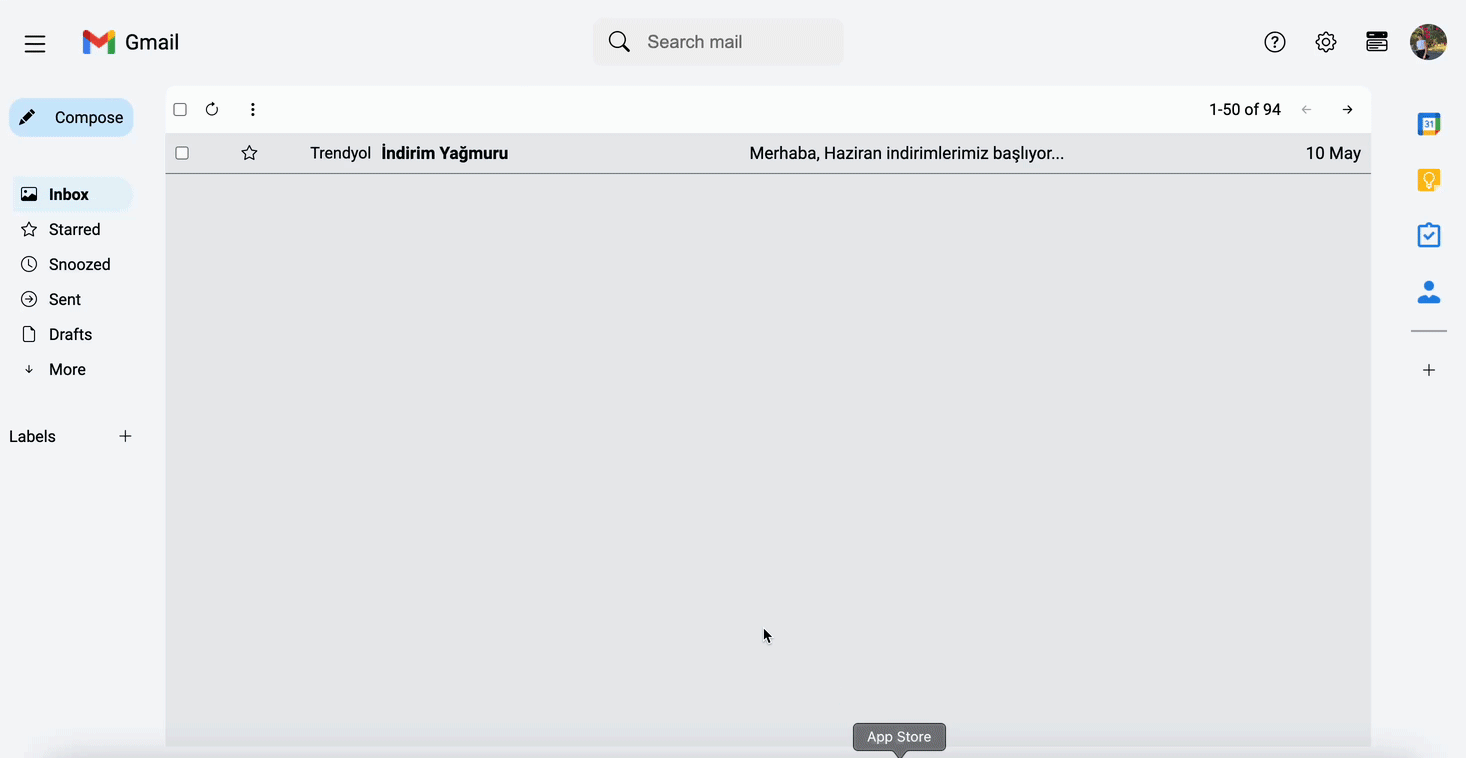 Gmail
Search mail
Compose
1-50 of 94
Trendyol İndirim Yağmuru Merhaba, Haziran indirimlerimiz başlıyor... 10 May
31
Inbox
Starred
Snoozed
Sent
Drafts
More
Labels
App Store